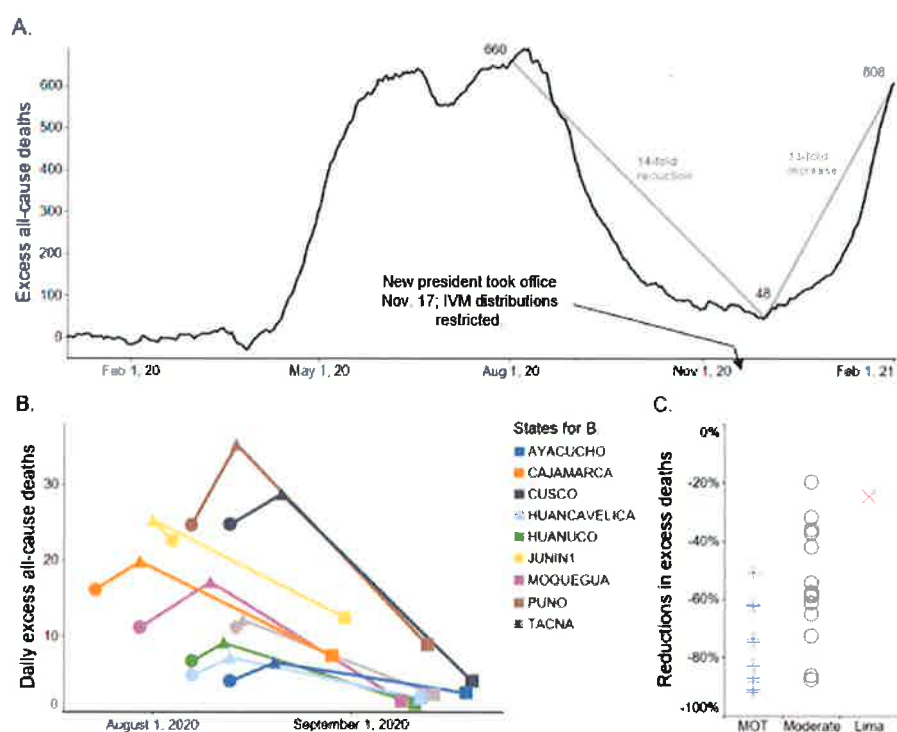 A.
Excess all-cause deaths
600
500
400
300
200
100
0
660
608
14-fold
reduction
13-fold
increase
48
New president took office
Nov. 17; IVM distributions
restricted
Feb 1, 20
May 1, 20
Aug 1, 20
Nov 1, 20
Feb 1, 21
B.
Daily excess all-cause deaths
30
20
10
0
August 1, 2020
September 1, 2020
States for B
AYACUCHO
CAJAMARCA
CUSCO
HUANCAVELICA
HUANUCO
JUNIN1
MOQUEGUA
PUNO
TACNA
C.
Reductions in excess deaths
0%
-20%
-40%
-60%
-80%
-100%
MOT
Moderate
Lima